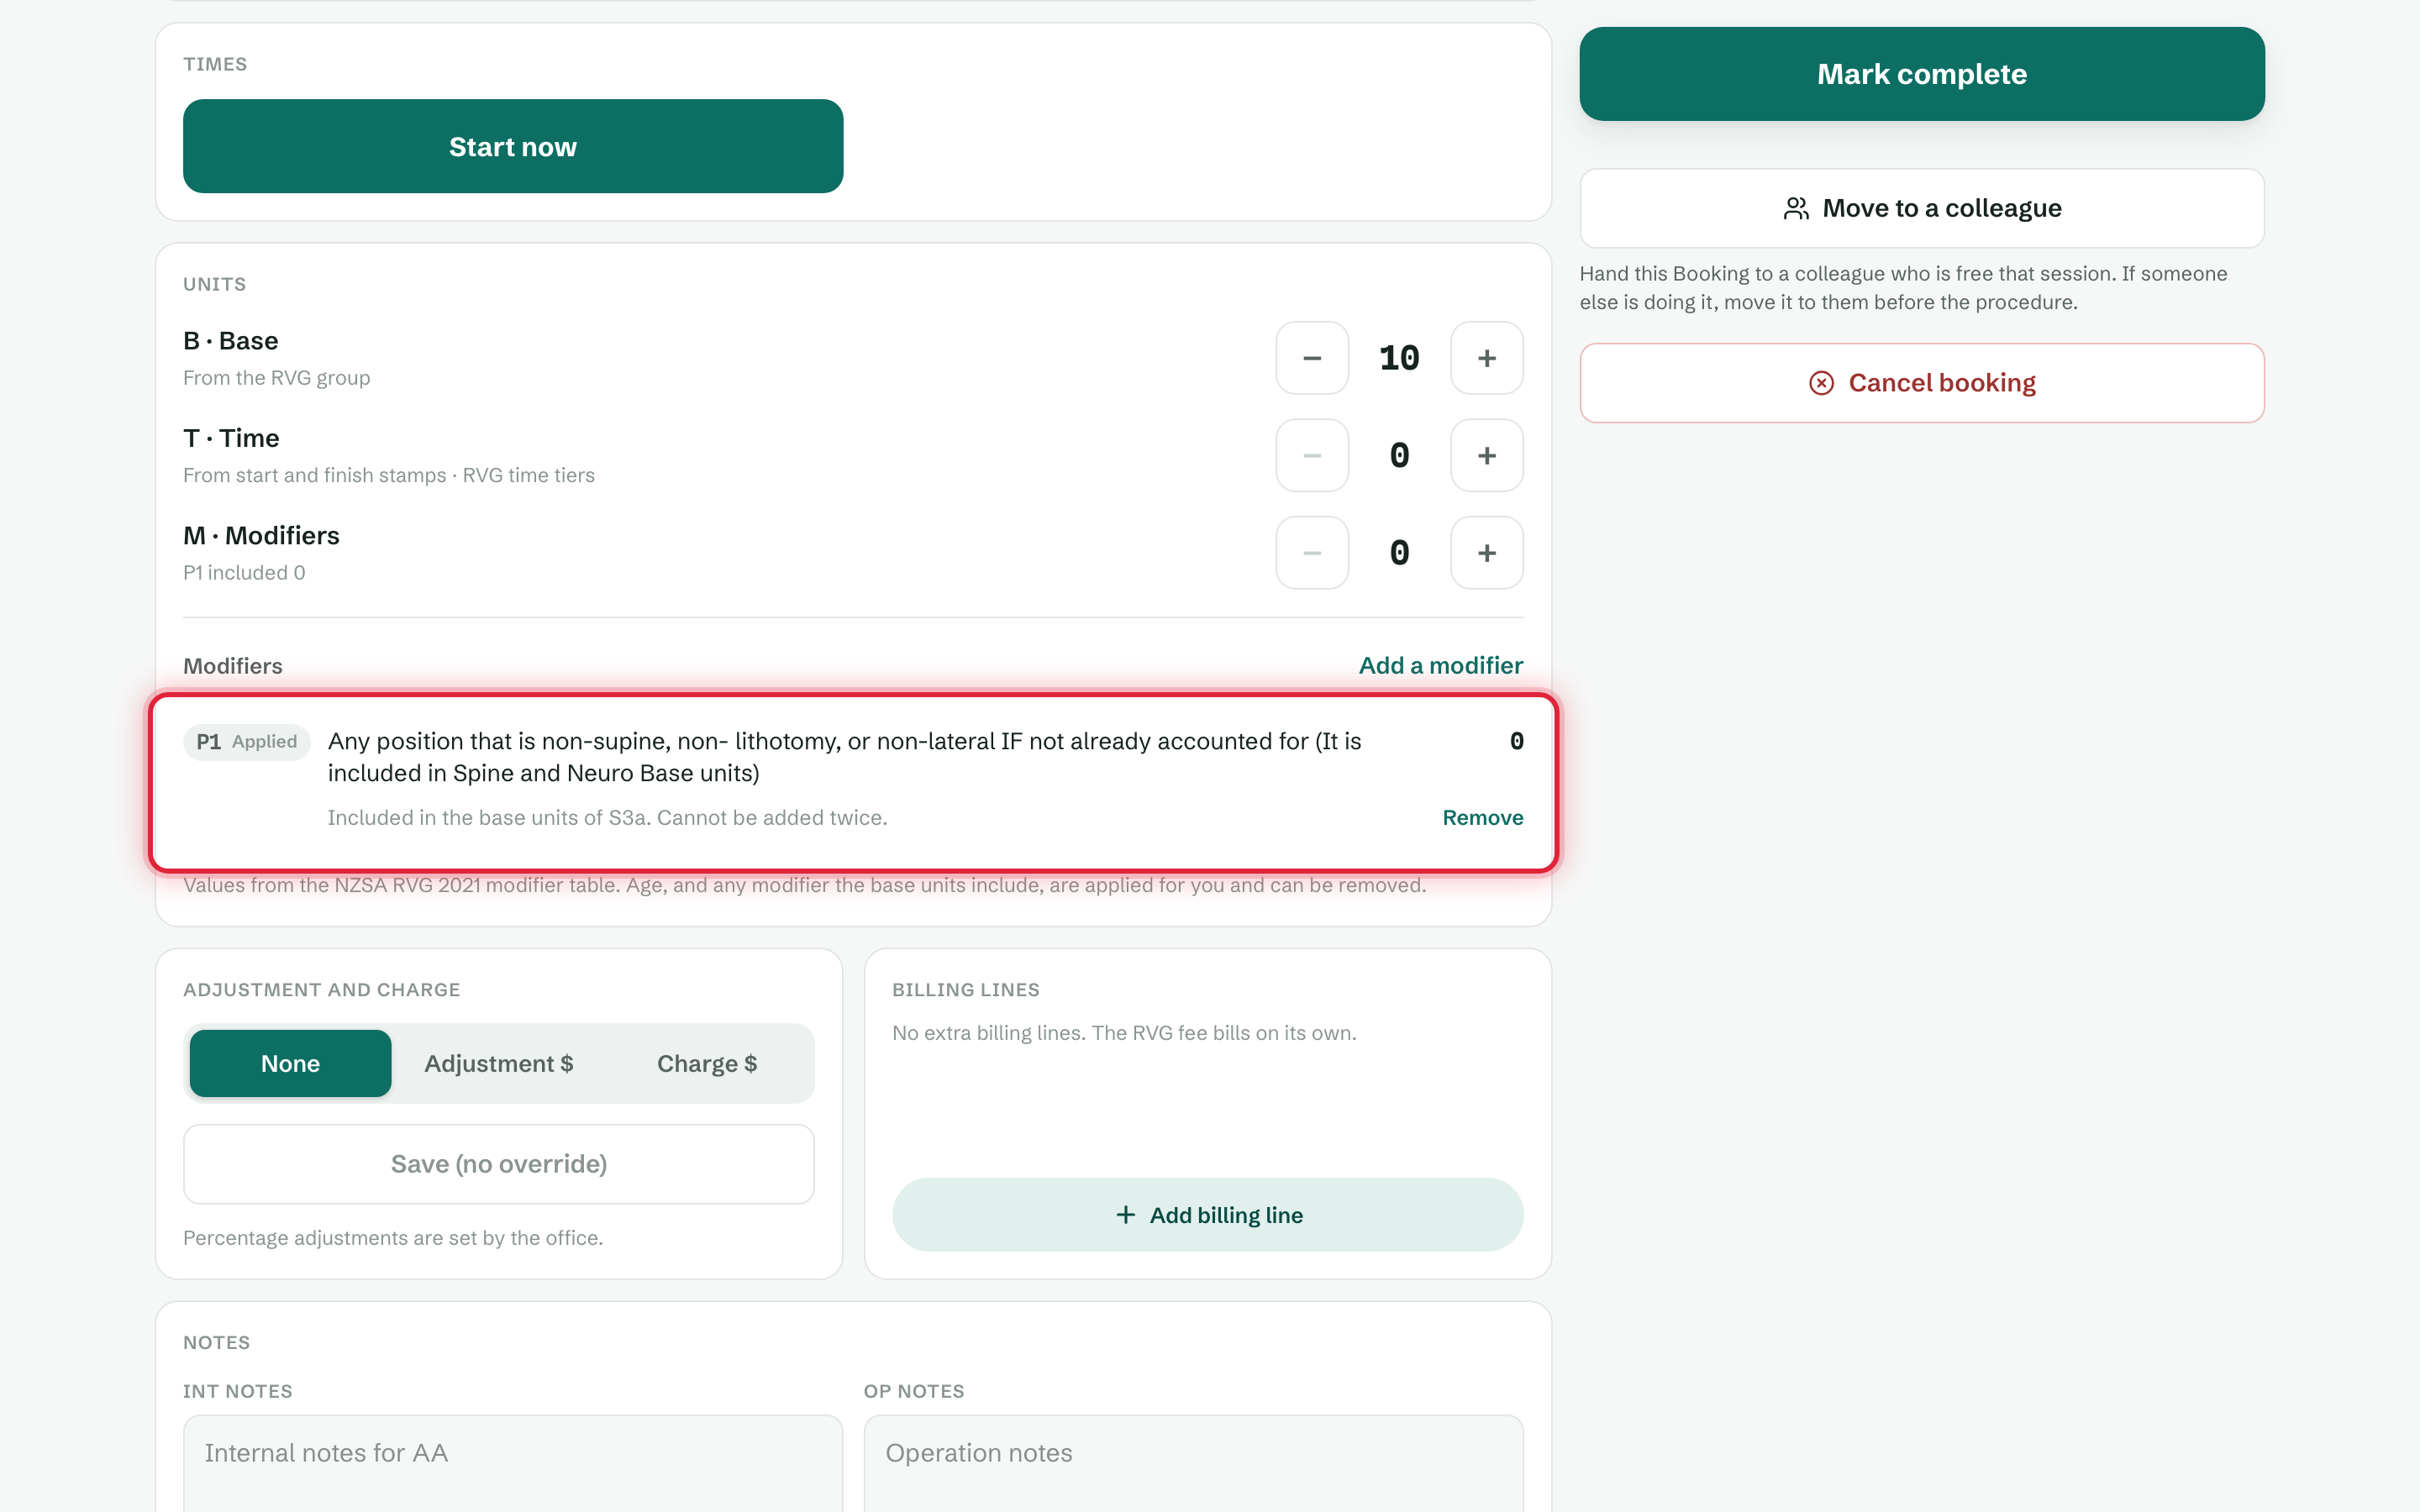 TIMES
Start now
UNITS
B · Base
From the RVG group
− 10 +
T · Time
From start and finish stamps · RVG time tiers
− 0 +
M · Modifiers
P1 included 0
− 0 +
Modifiers
Add a modifier
P1 Applied
Any position that is non-supine, non- lithotomy, or non-lateral IF not already accounted for (It is
included in Spine and Neuro Base units)
0
Included in the base units of S3a. Cannot be added twice.
Remove
Values from the NZSA RVG 2021 modifier table. Age, and any modifier the base units include, are applied for you and can be removed.
ADJUSTMENT AND CHARGE
None
Adjustment $
Charge $
Save (no override)
Percentage adjustments are set by the office.
BILLING LINES
No extra billing lines. The RVG fee bills on its own.
+ Add billing line
NOTES
INT NOTES
Internal notes for AA
OP NOTES
Operation notes
Mark complete
Move to a colleague
Hand this Booking to a colleague who is free that session. If someone
else is doing it, move it to them before the procedure.
Cancel booking